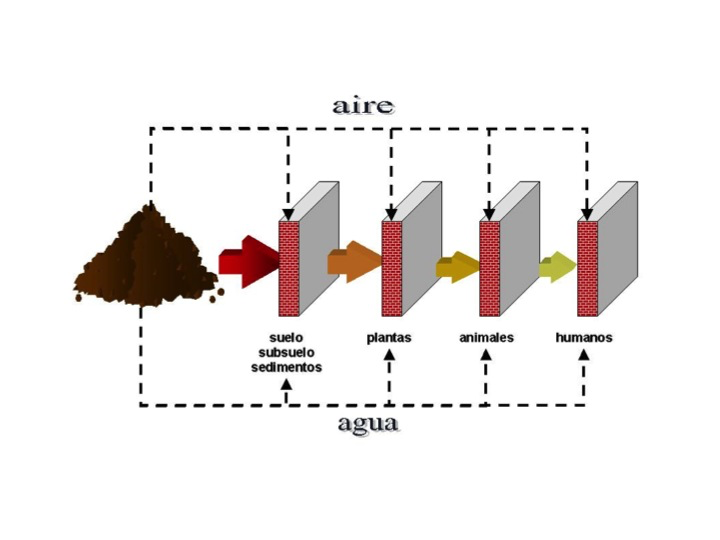 aire
suelo
subsuelo
sedimentos
plantas
animales
humanos
agua